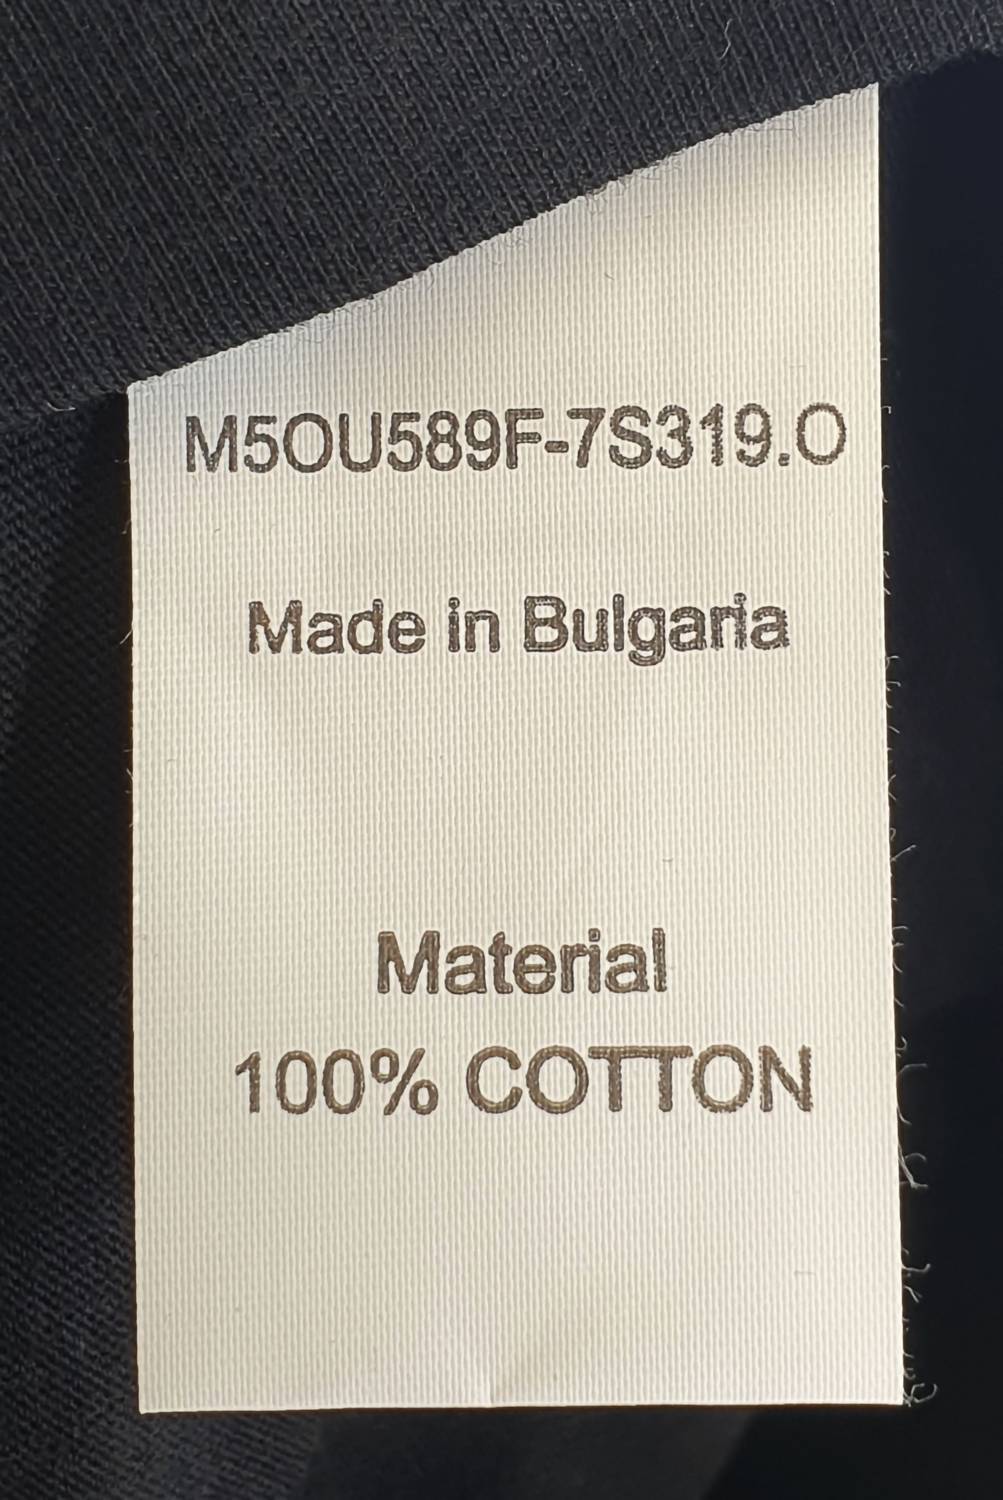 M5OU589F-7S319.O
Made in Bulgaria
Material
100% COTTON